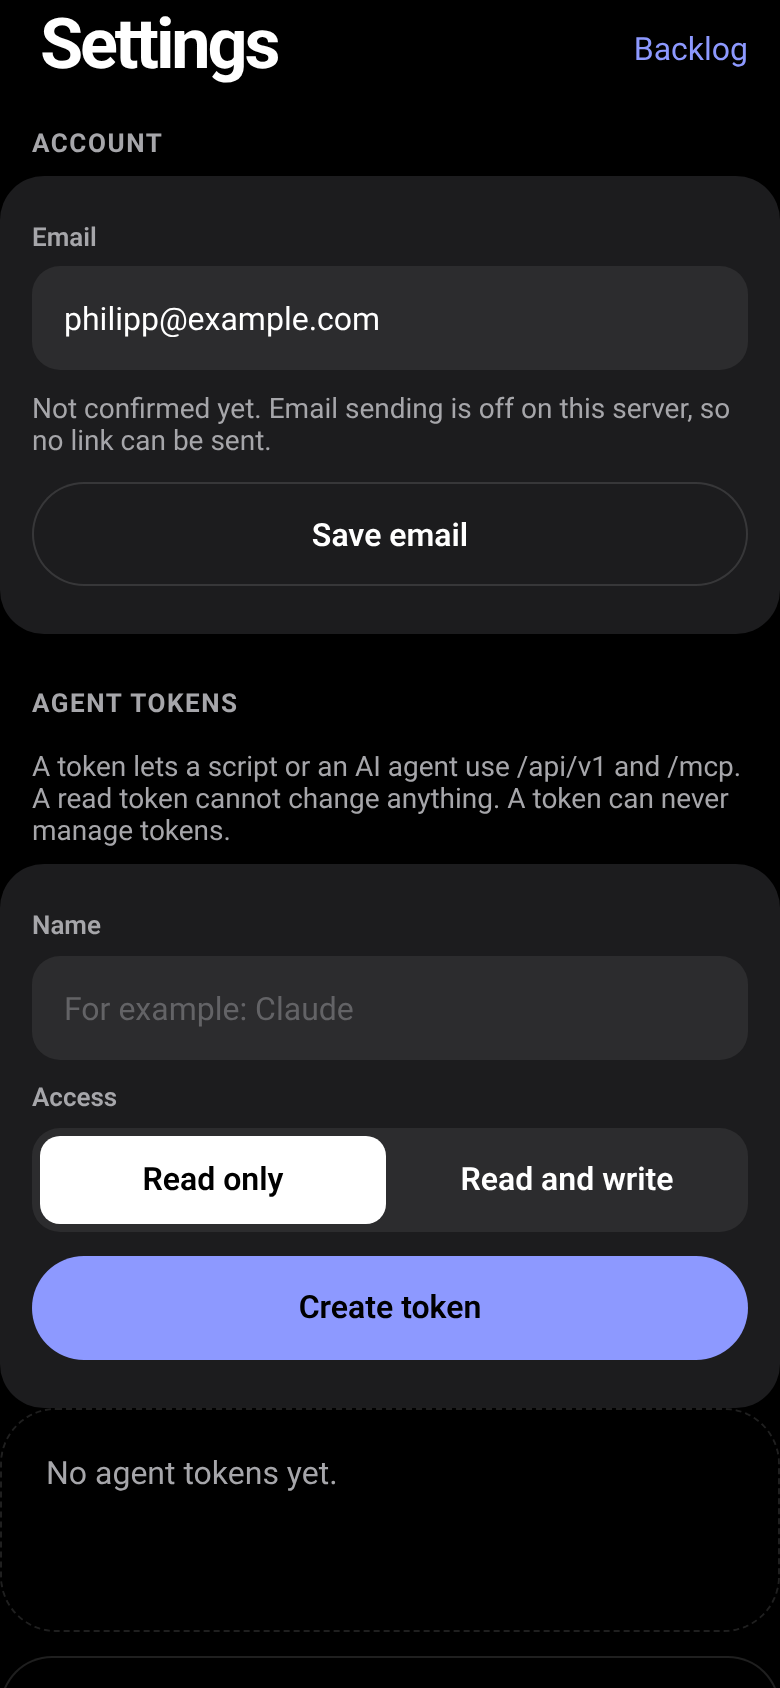 Settings
Backlog
ACCOUNT
Email
philipp@example.com
Not confirmed yet. Email sending is off on this server, so
no link can be sent.
Save email
AGENT TOKENS
A token lets a script or an AI agent use /api/v1 and /mcp.
A read token cannot change anything. A token can never
manage tokens.
Name
For example: Claude
Access
Read only
Read and write
Create token
No agent tokens yet.